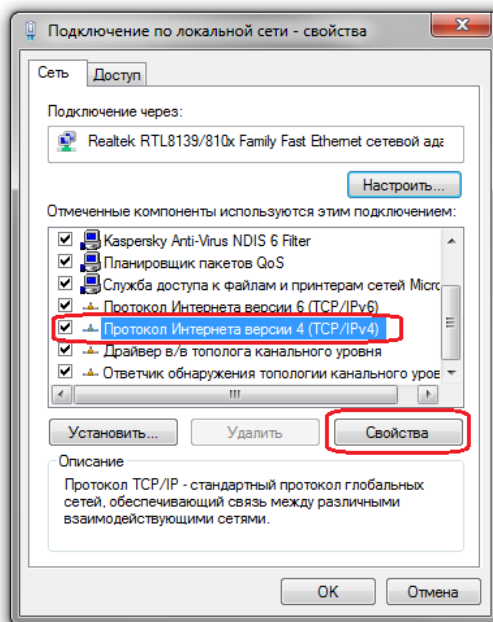 Подключение по локальной сети - свойства
Сеть
Доступ
Подключение через:
Realtek RTL8139/810x Family Fast Ethernet сетевой ада
Настроить...
Отмеченные компоненты используются этим подключением:
Kaspersky Anti-Virus NDIS 6 Filter
Планировщик пакетов QoS
Служба доступа к файлам и принтерам сетей Micro
Протокол Интернета версии 6 (TCP/IPv6)
Протокол Интернета версии 4 (TCP/IPv4)
Драйвер в/в тополога канального уровня
Ответчик обнаружения топологии канального уров
Установить...
Удалить
Свойства
Описание
Протокол TCP/IP - стандартный протокол глобальных
сетей, обеспечивающий связь между различными
взаимодействующими сетями.
OK
Отмена